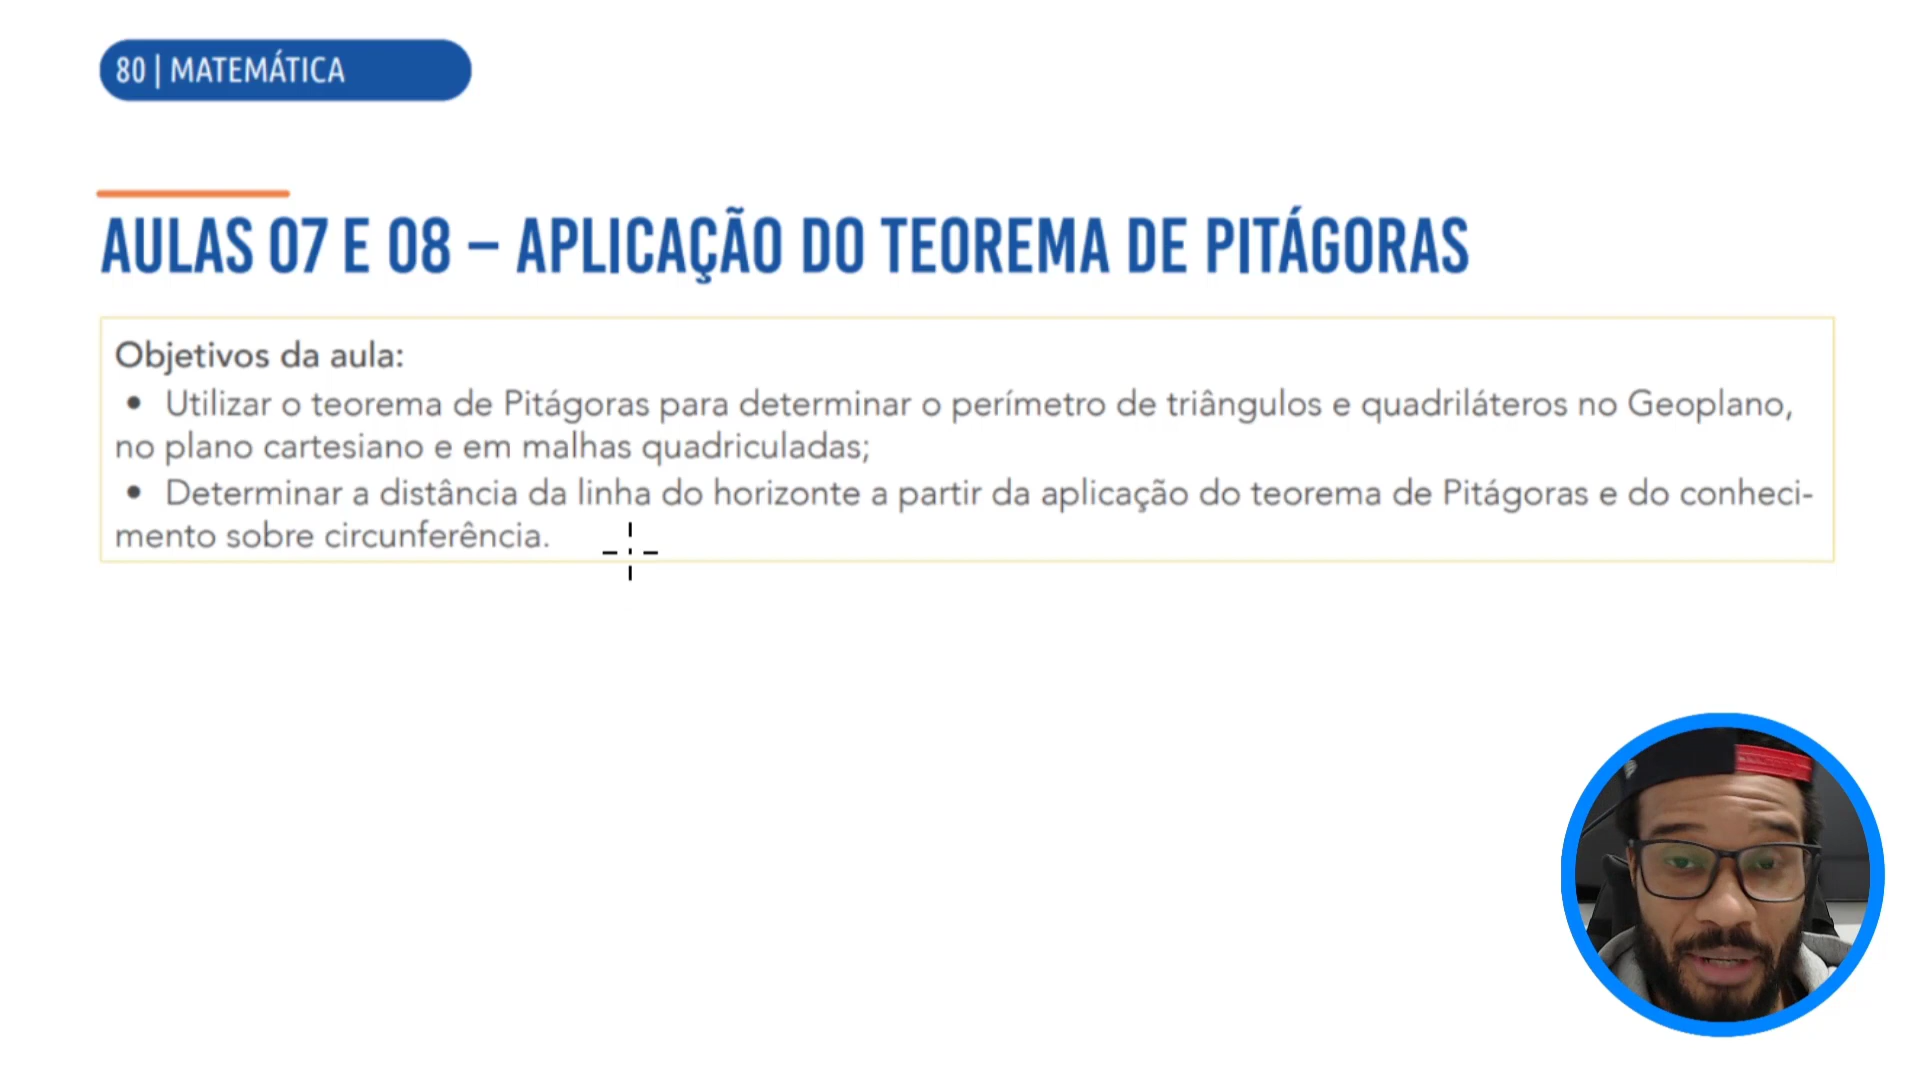 80 | MATEMÁTICA
AULAS 07 E 08 – APLICAÇÃO DO TEOREMA DE PITÁGORAS
Objetivos da aula:
• Utilizar o teorema de Pitágoras para determinar o perímetro de triângulos e quadriláteros no Geoplano,
no plano cartesiano e em malhas quadriculadas;
• Determinar a distância da linha do horizonte a partir da aplicação do teorema de Pitágoras e do conheci-
mento sobre circunferência.